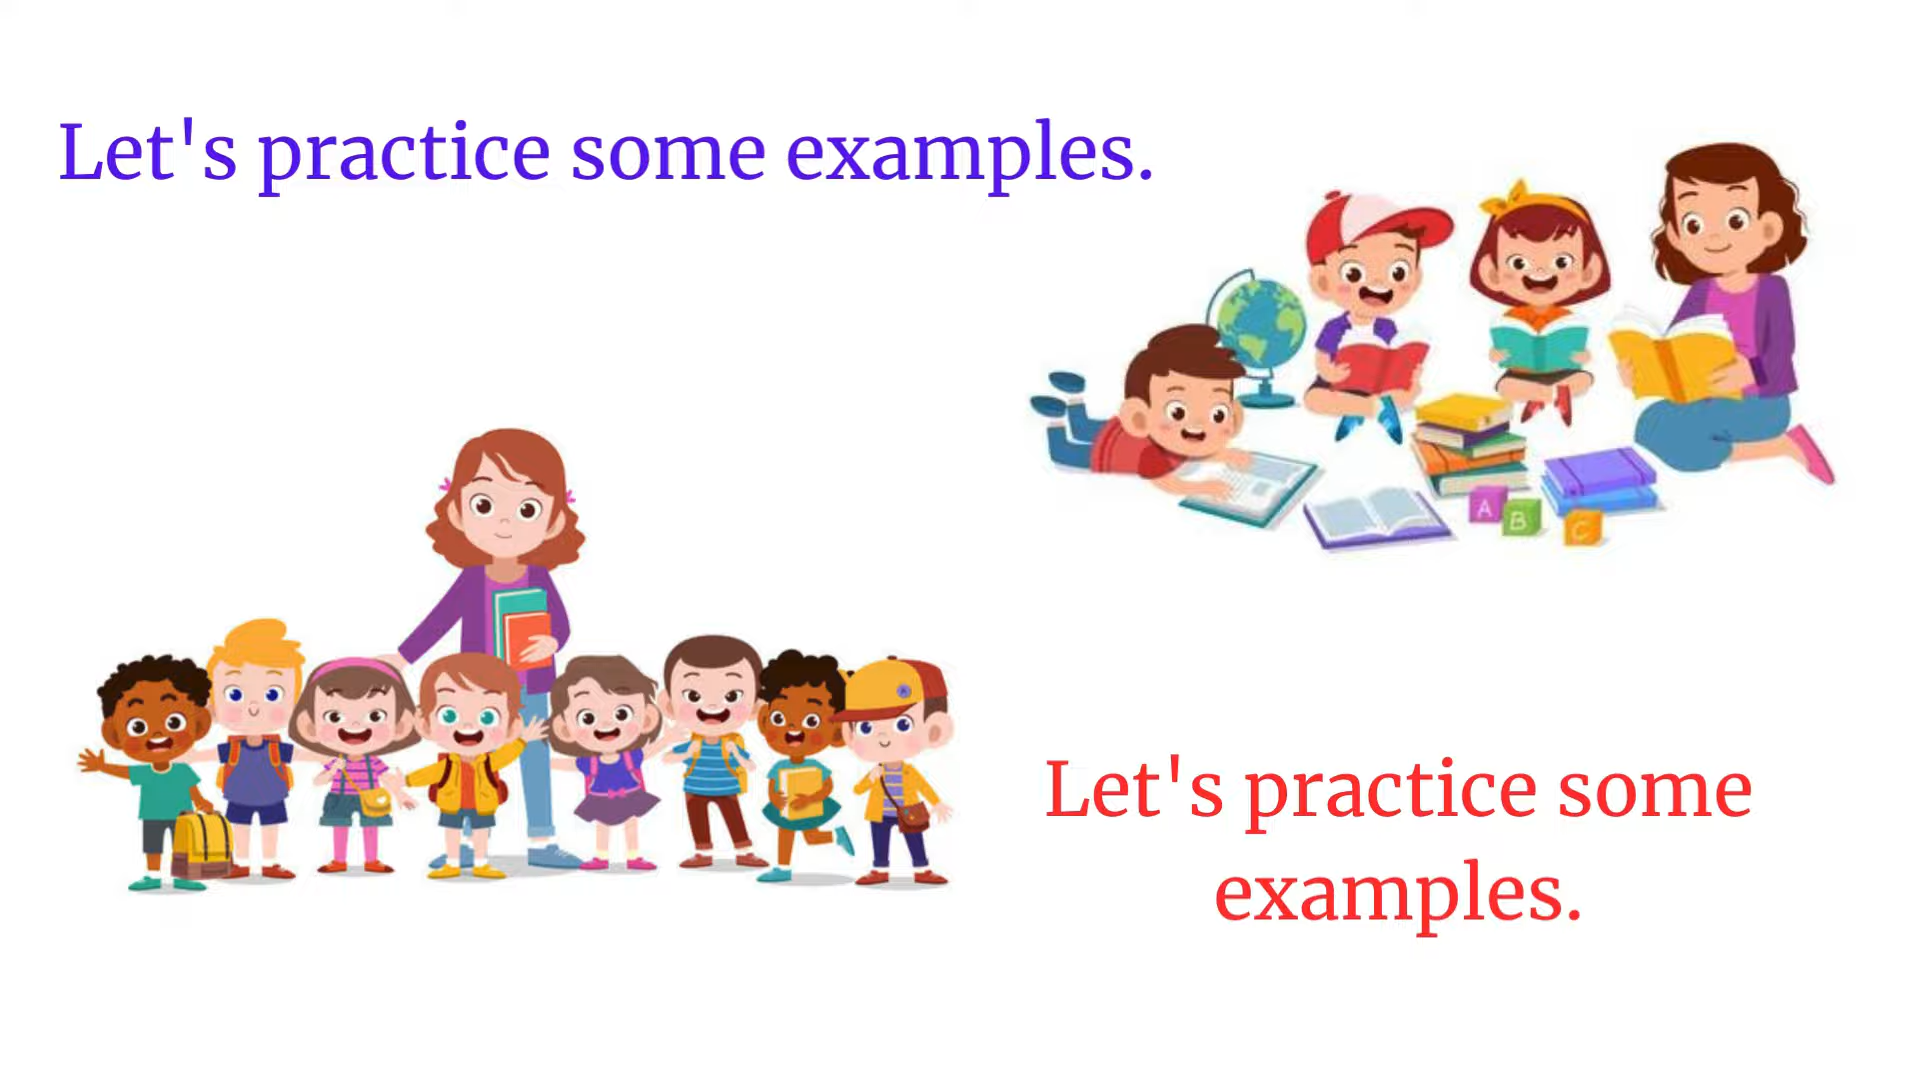 Let's practice some examples.
A
B
C
Let's practice some
examples.